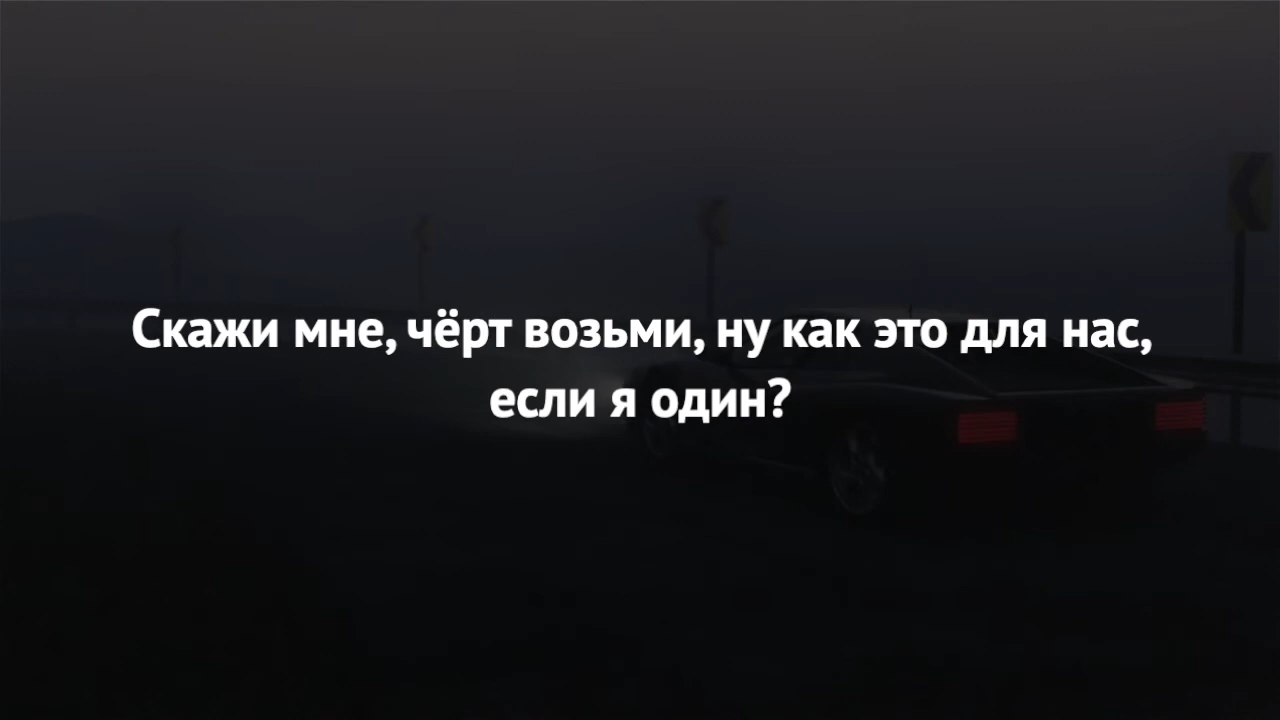 Скажи мне, чёрт возьми, ну как это для нас,
если я один?